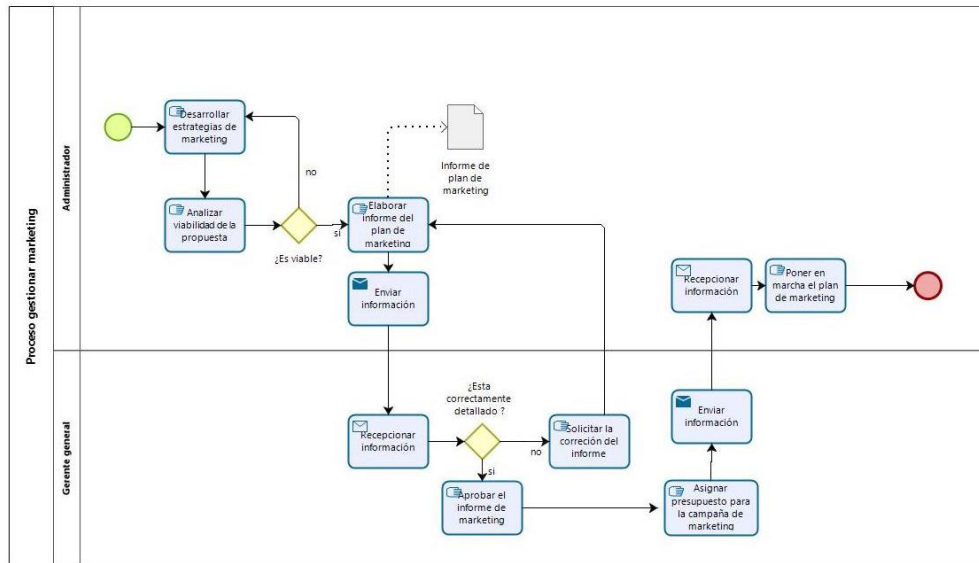 Proceso gestionar marketing
Administrador
Desarrollar
estrategias de
marketing
Analizar
viabilidad de la
propuesta
¿Es viable?
no
si
Elaborar
informe del
plan de
marketing
Informe de
plan de
marketing
Enviar
información
Recepcionar
información
Poner en
marcha el plan
de marketing
Gerente general
Recepcionar
información
¿Esta
correctamente
detallado ?
no
si
Solicitar la
correción del
informe
Aprobar el
informe de
marketing
Asignar
presupuesto para
la campaña de
marketing
Enviar
información